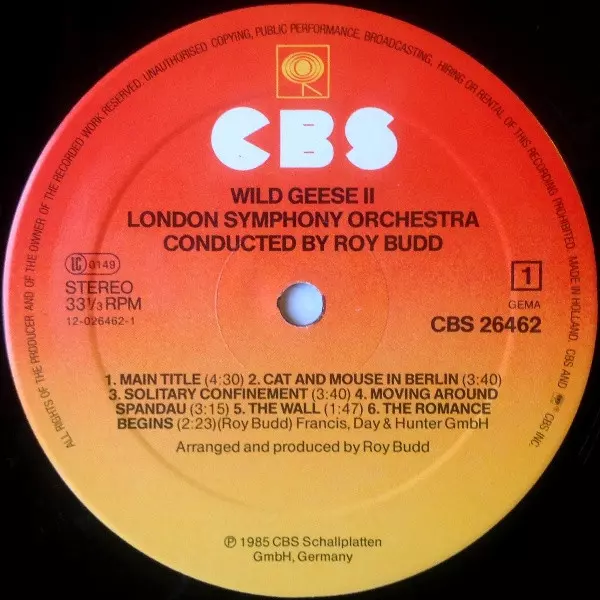 ALL RIGHTS OF THE PRODUCER AND OF THE OWNER OF THE RECORDED WORK RESERVED. UNAUTHORISED COPYING, PUBLIC PERFORMANCE, BROADCASTING, HIRING OR RENTAL OF THIS RECORDING PROHIBITED. MADE IN HOLLAND. CBS AND ® CBS INC.
CBS
WILD GEESE II
LONDON SYMPHONY ORCHESTRA
CONDUCTED BY ROY BUDD
LC 0149
STEREO
33⅓ RPM
12-026462-1
1
GEMA
CBS 26462
1. MAIN TITLE (4:30) 2. CAT AND MOUSE IN BERLIN (3:40)
3. SOLITARY CONFINEMENT (3:40) 4. MOVING AROUND
SPANDAU (3:15) 5. THE WALL (1:47) 6. THE ROMANCE
BEGINS (2:23)(Roy Budd) Francis, Day & Hunter GmbH
Arranged and produced by Roy Budd
℗ 1985 CBS Schallplatten
GmbH, Germany